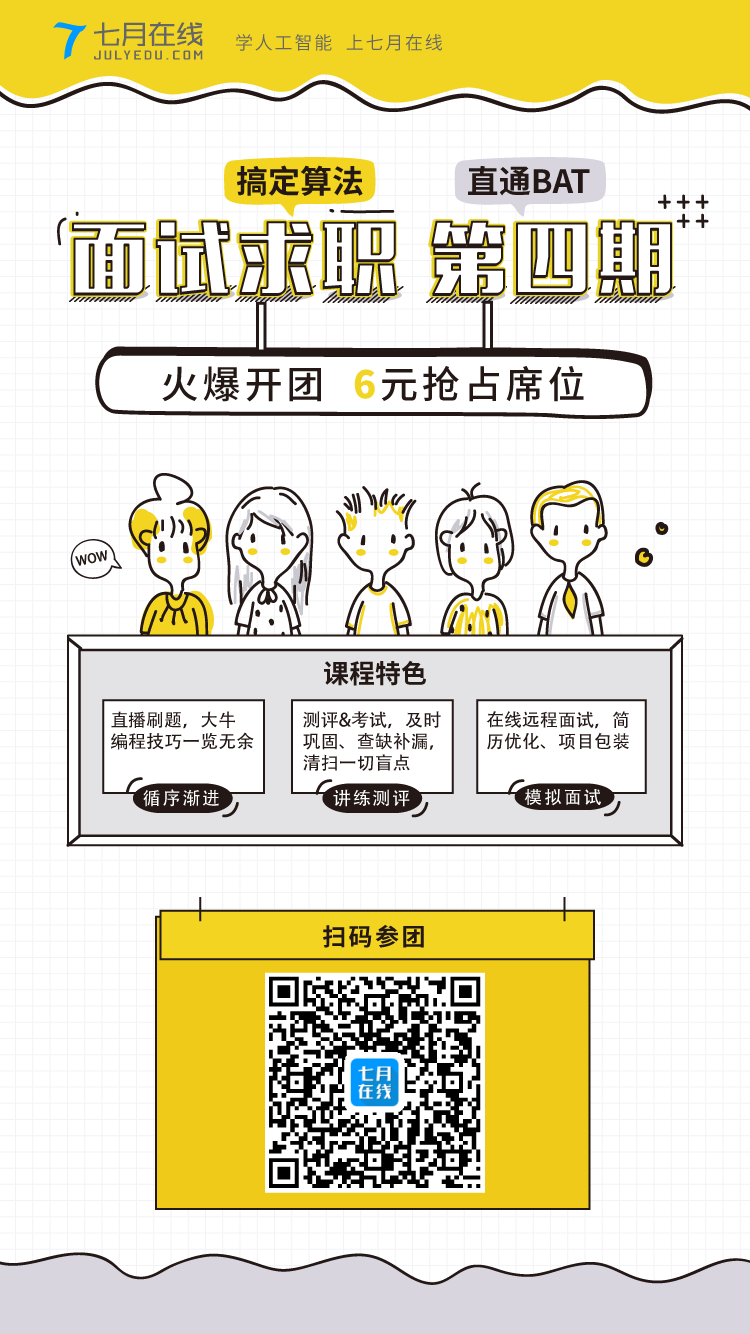 七月在线
JULYEDU.COM
学人工智能 上七月在线
搞定算法
直通BAT
面试求职 第四期
火爆开团 6元抢占席位
WOW
课程特色
直播刷题，大牛
编程技巧一览无余
循序渐进
测评&考试，及时
巩固、查缺补漏，
清扫一切盲点
讲练测评
在线远程面试，简
历优化、项目包装
模拟面试
扫码参团
七月
在线